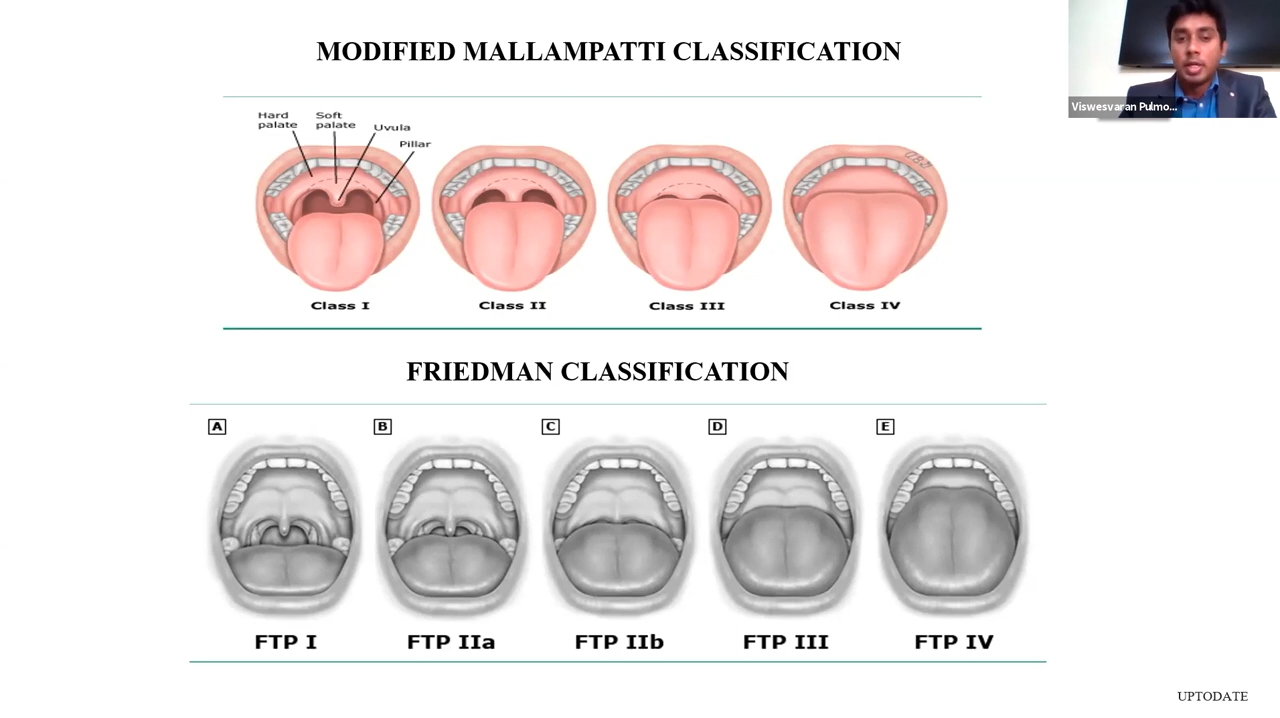 MODIFIED MALLAMPATTI CLASSIFICATION
Viswesvaran Pulmo...
Hard
palate
Soft
palate
Uvula
Pillar
Class I
Class II
Class III
Class IV
FRIEDMAN CLASSIFICATION
A
B
C
D
E
FTP I
FTP IIa
FTP IIb
FTP III
FTP IV
UPTODATE